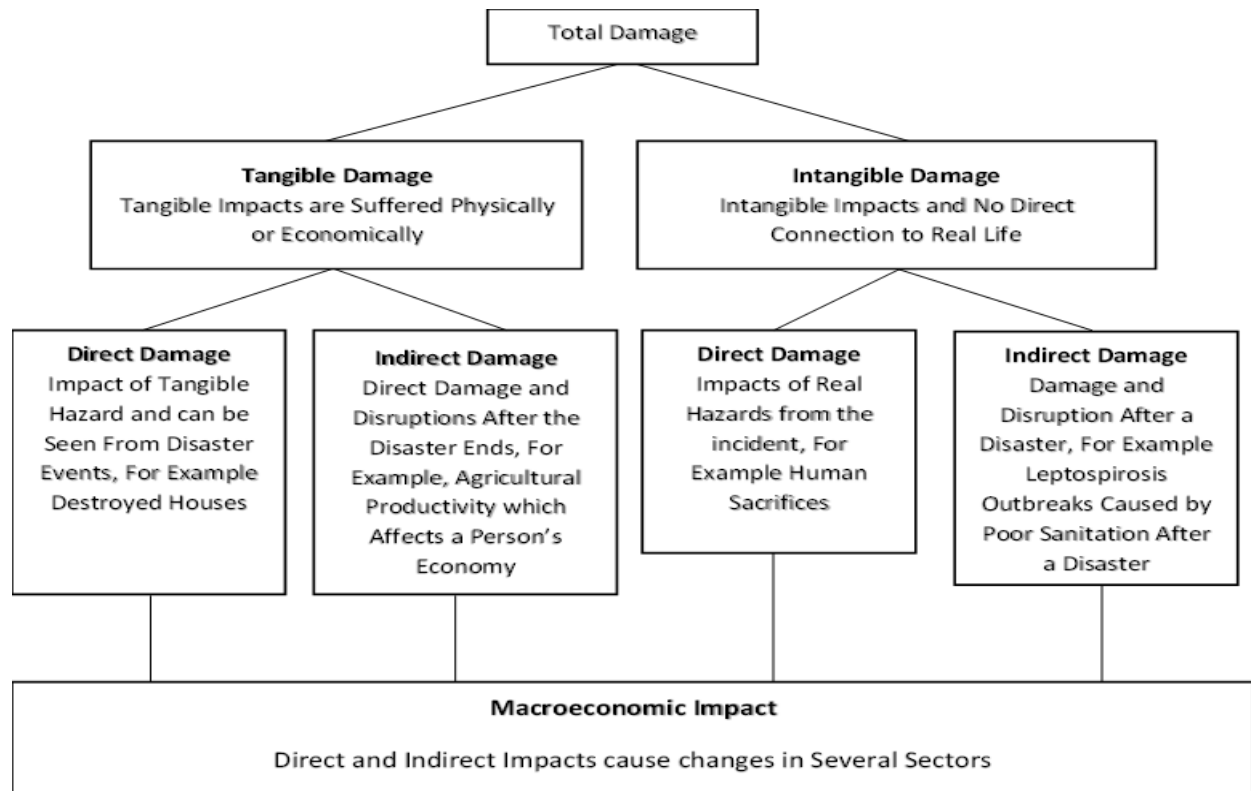 Total Damage
Tangible Damage
Tangible Impacts are Suffered Physically
or Economically
Intangible Damage
Intangible Impacts and No Direct
Connection to Real Life
Direct Damage
Impact of Tangible
Hazard and can be
Seen From Disaster
Events, For Example
Destroyed Houses
Indirect Damage
Direct Damage and
Disruptions After the
Disaster Ends, For
Example, Agricultural
Productivity which
Affects a Person's
Economy
Direct Damage
Impacts of Real
Hazards from the
incident, For
Example Human
Sacrifices
Indirect Damage
Damage and
Disruption After a
Disaster, For Example
Leptospirosis
Outbreaks Caused by
Poor Sanitation After
a Disaster
Macroeconomic Impact
Direct and Indirect Impacts cause changes in Several Sectors